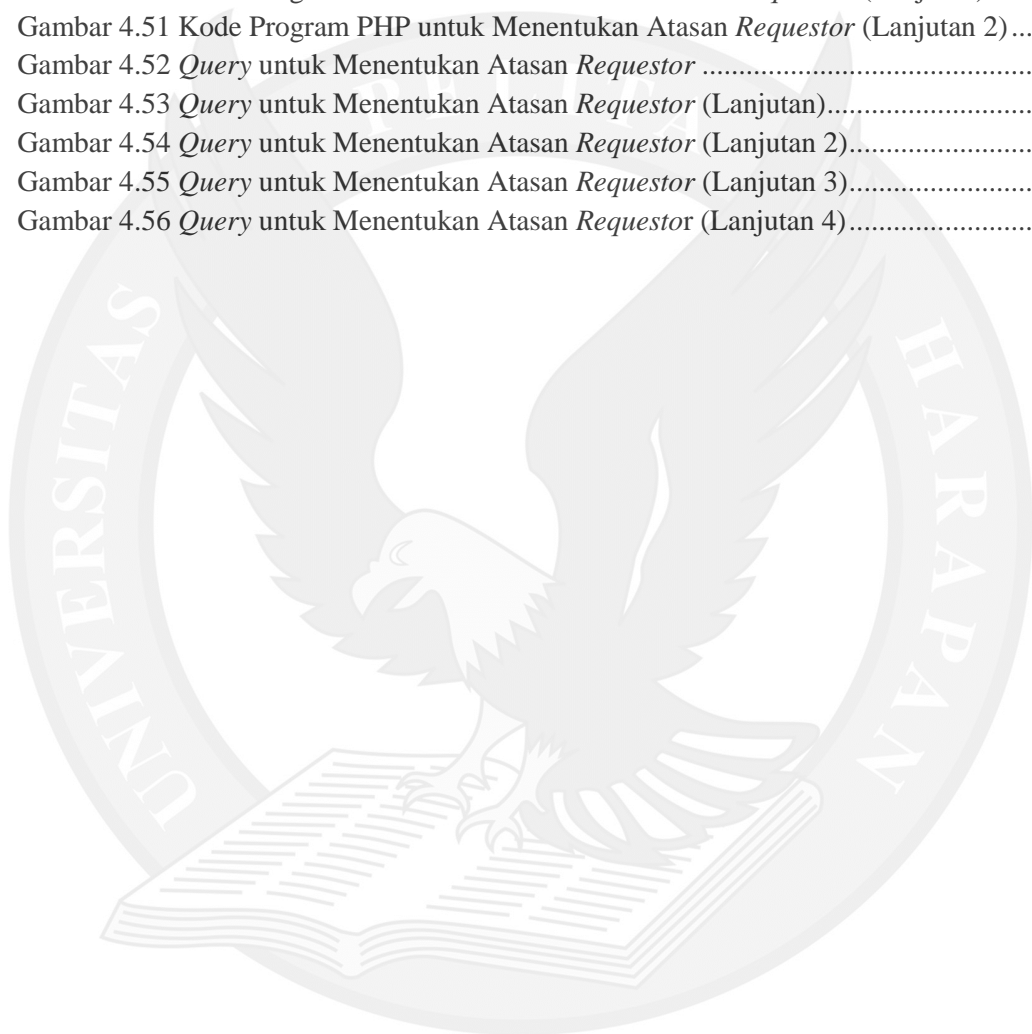 Gambar 4.51 Kode Program PHP untuk Menentukan Atasan Requestor (Lanjutan 2)...
Gambar 4.52 Query untuk Menentukan Atasan Requestor ............................................
Gambar 4.53 Query untuk Menentukan Atasan Requestor (Lanjutan)...........................
Gambar 4.54 Query untuk Menentukan Atasan Requestor (Lanjutan 2)........................
Gambar 4.55 Query untuk Menentukan Atasan Requestor (Lanjutan 3)........................
Gambar 4.56 Query untuk Menentukan Atasan Requestor (Lanjutan 4)........................
UNIVERSITAS PELITA HARAPAN